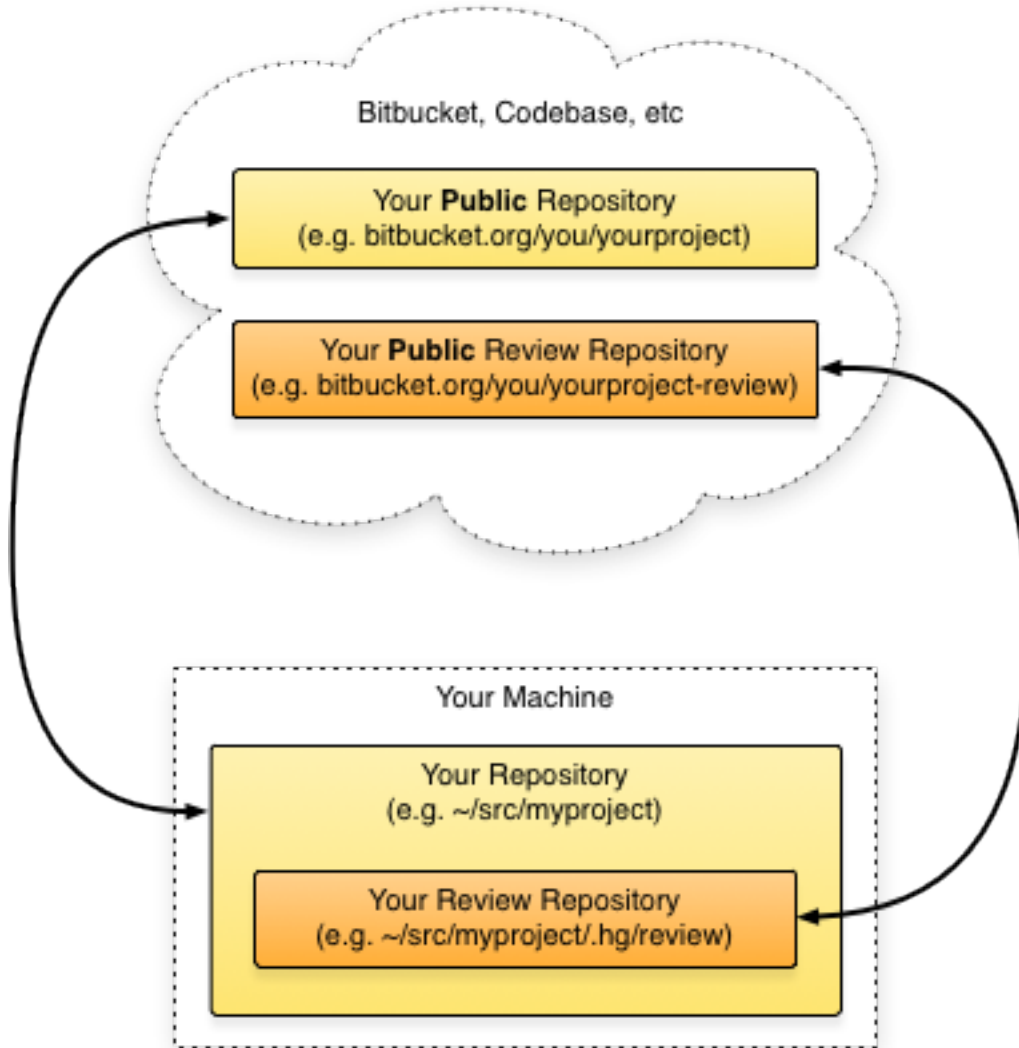 Bitbucket, Codebase, etc
Your Public Repository
(e.g. bitbucket.org/you/yourproject)
Your Public Review Repository
(e.g. bitbucket.org/you/yourproject-review)
Your Machine
Your Repository
(e.g. ~/src/myproject)
Your Review Repository
(e.g. ~/src/myproject/.hg/review)